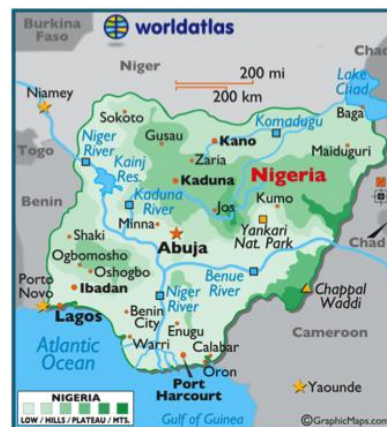 Burkina
Faso
worldatlas
Niger
200 mi
200 km
Chad
Lake
Chad
Niamey
Sokoto
Gusau
Kano
Komadugu
Baga
Niger
River
Zaria
Maiduguri
Togo
Kainj
Res.
Kaduna
Nigeria
N
Kaduna
River
Jos
Kumo
Benin
Minna
Yankari
Nat. Park
Shaki
Abuja
Ogbomosho
Oshogbo
Benue
River
Chad
Porto
Novo
Ibadan
Niger
River
Chappal
Waddi
Lagos
Benin
City
Enugu
Cameroon
Atlantic
Ocean
Warri
Calabar
Oron
Port
Harcourt
Yaounde
NIGERIA
LOW / HILLS / PLATEAU / MTS.
Gulf of Guinea
©GraphicMaps.com